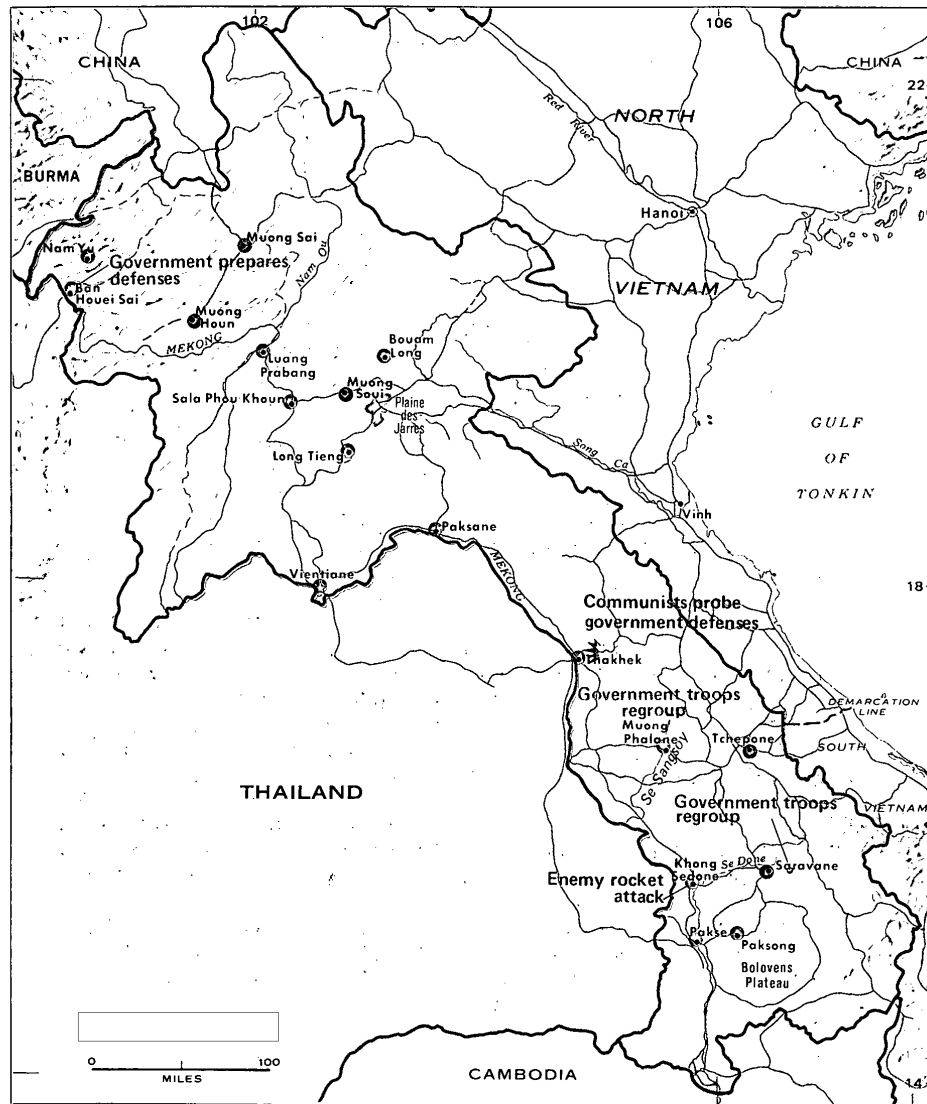 102
106
CHINA
CHINA
22
Red
River
NORTH
BURMA
Hanoi
Muong Sai
Nam Yu
Government prepares
defenses
Nam Ou
VIETNAM
Ban
Houei Sai
Muong
Houn
MEKONG
Luang
Prabang
Bouam
Long
Muong
Soui
Sala Phou Khoun
Plaine
des
Jarres
GULF
OF
TONKIN
Long Tieng
Song
Ca
Vinh
Paksane
MEKONG
Vientiane
18
Communists probe
government defenses
Thakhek
Government troops
regroup
DEMARCATION
LINE
Muong
Phalane
Tchepone
SOUTH
Se Sangsoy
THAILAND
Government troops
regroup
VIETNAM
Khong
Sedone
Se Done
Saravane
Enemy rocket
attack
Pakse
Paksong
Bolovens
Plateau
0
100
MILES
CAMBODIA
14